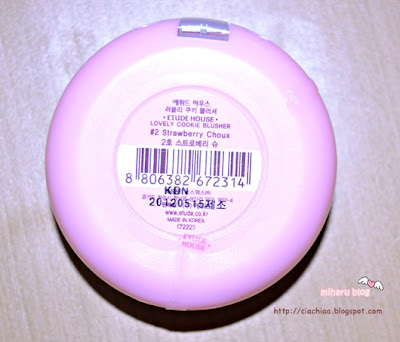 에뛰드 하우스
러블리 쿠키 블러셔
• ETUDE HOUSE •
LOVELY COOKIE BLUSHER
#2 Strawberry Choux
2호 스트로베리 슈
8 806382 672314
KDN
20120515제조
www.etude.co.kr
MADE IN KOREA
(7222)
ETUDE
HOUSE
miharu blog
http://ciachiaa.blogspot.com